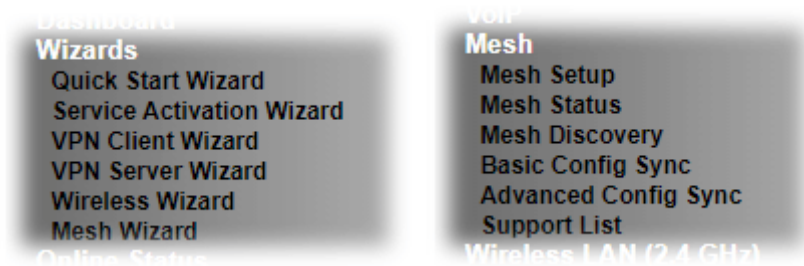 Dashboard
Wizards
Quick Start Wizard
Service Activation Wizard
VPN Client Wizard
VPN Server Wizard
Wireless Wizard
Mesh Wizard
Online Status
VoIP
Mesh
Mesh Setup
Mesh Status
Mesh Discovery
Basic Config Sync
Advanced Config Sync
Support List
Wireless LAN (2.4 GHz)